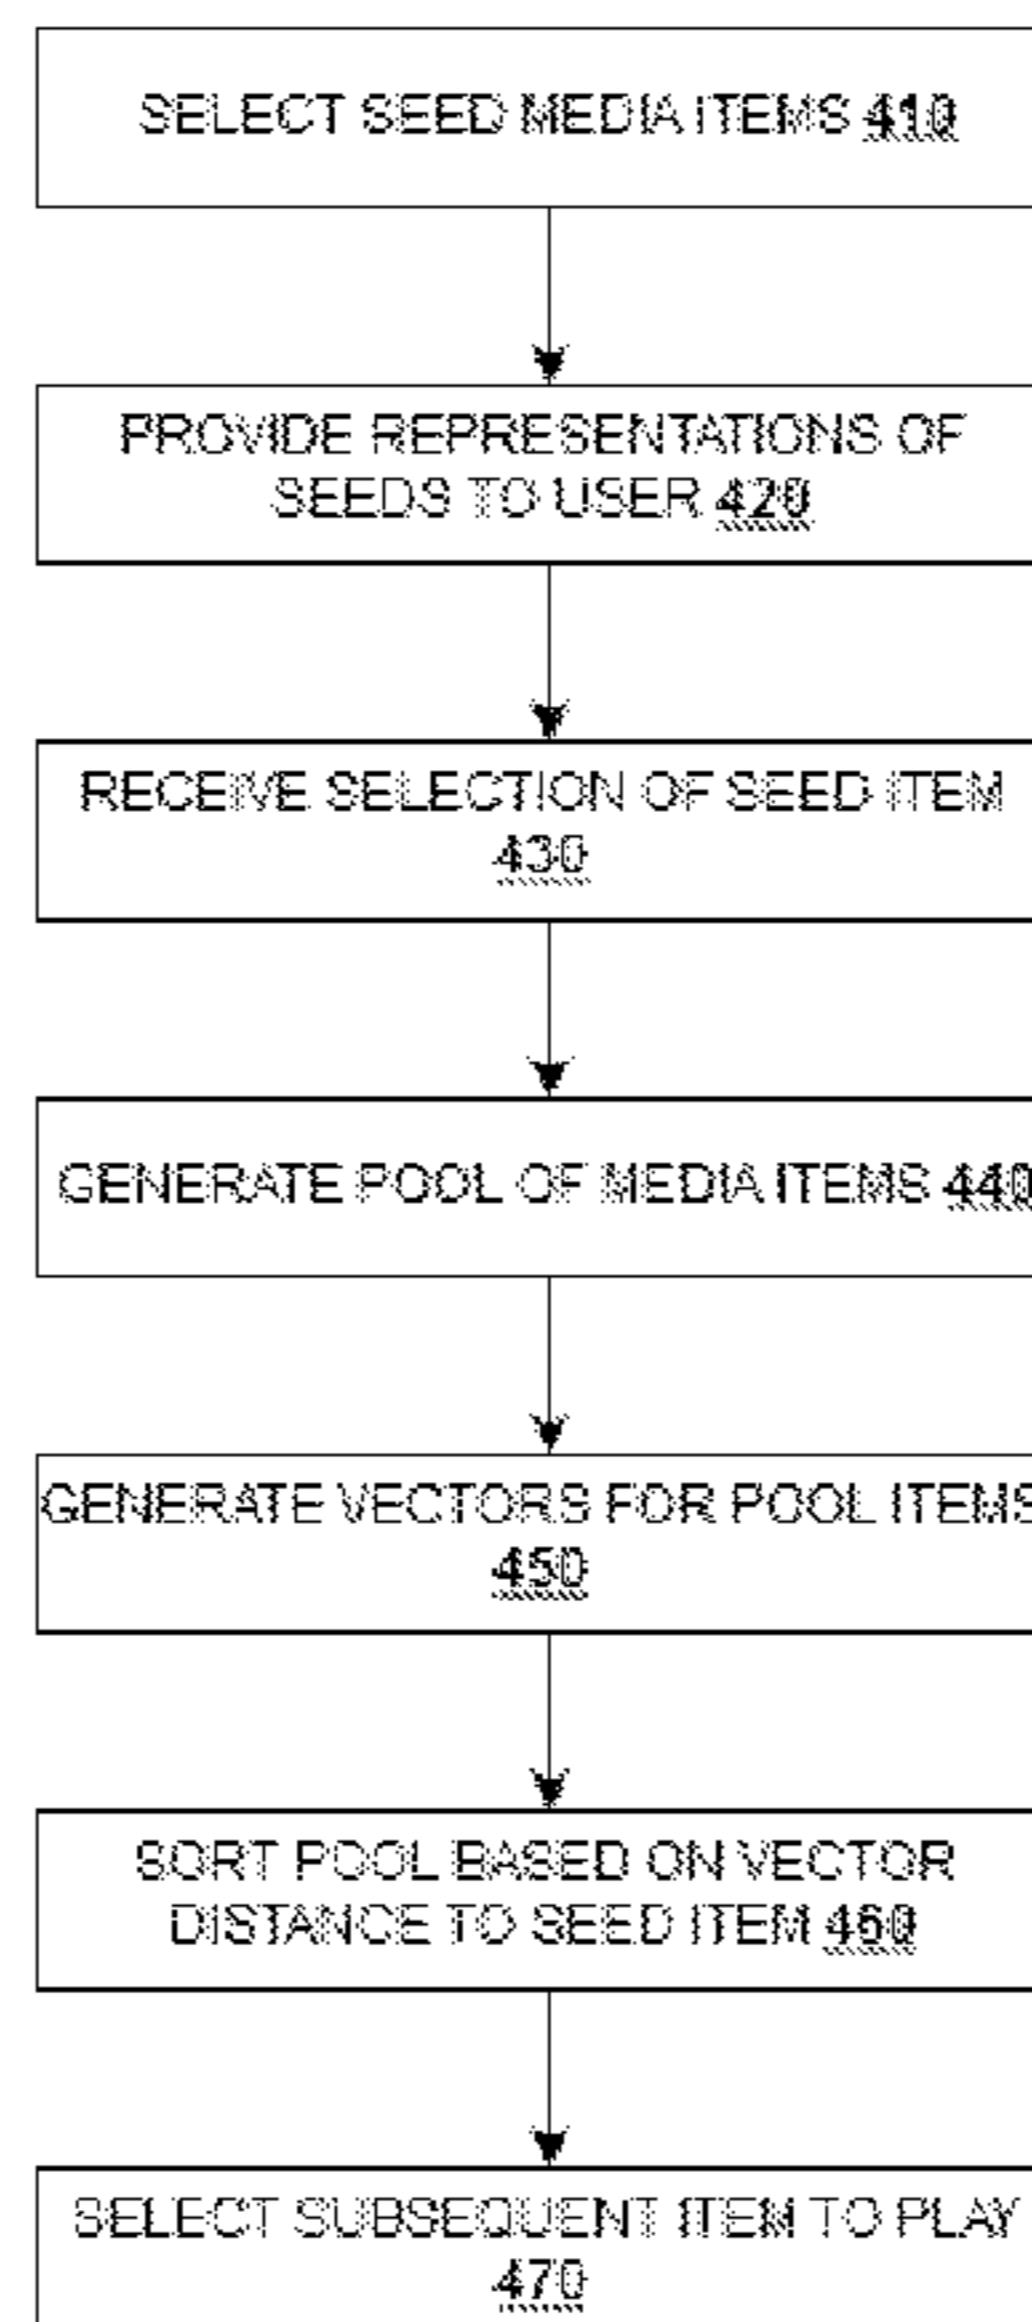 SELECT SEED MEDIA ITEMS 410
PROVIDE REPRESENTATIONS OF
SEEDS TO USER 420
RECEIVE SELECTION OF SEED ITEM
430
GENERATE POOL OF MEDIA ITEMS 440
GENERATE VECTORS FOR POOL ITEMS
450
SORT POOL BASED ON VECTOR
DISTANCE TO SEED ITEM 460
SELECT SUBSEQUENT ITEM TO PLAY
470